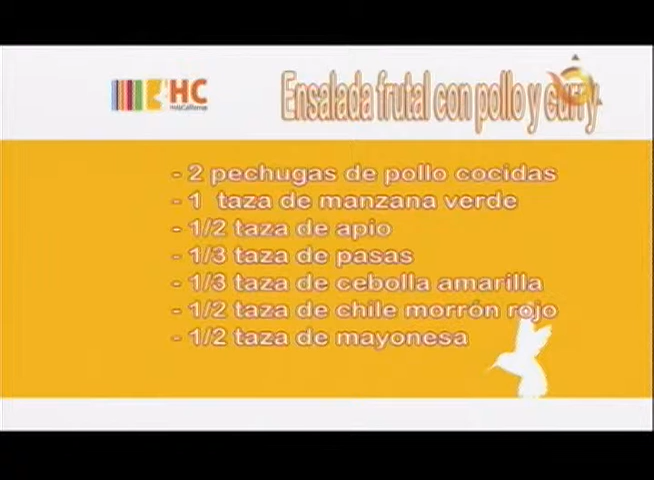 HC
Ensalada frutal con pollo y curry
- 2 pechugas de pollo cocidas
- 1 taza de manzana verde
- 1/2 taza de apio
- 1/3 taza de pasas
- 1/3 taza de cebolla amarilla
- 1/2 taza de chile morrón rojo
- 1/2 taza de mayonesa